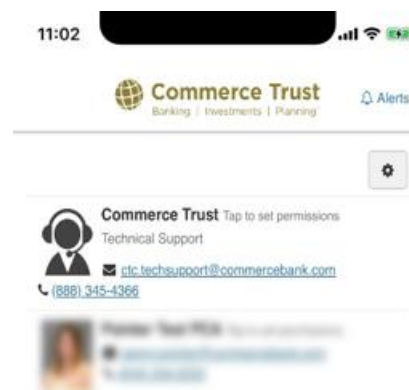 11:02
Commerce Trust
Banking | Investments | Planning
Alerts
Commerce Trust Tap to set permissions
Technical Support
ctc.techsupport@commercebank.com
(888) 345-4366